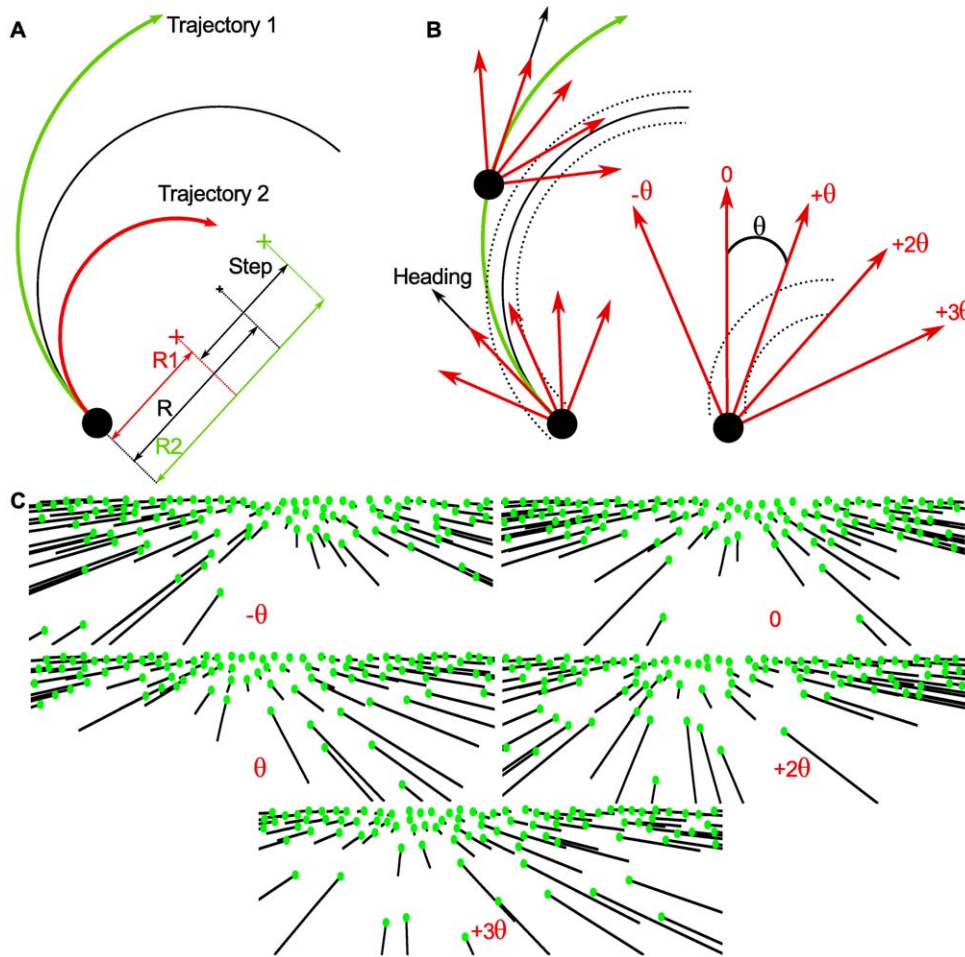 A
Trajectory 1
Trajectory 2
Step
R1
R
R2
B
Heading
-θ
0
+θ
θ
+2θ
+3θ
C
-θ
0
θ
+2θ
+3θ